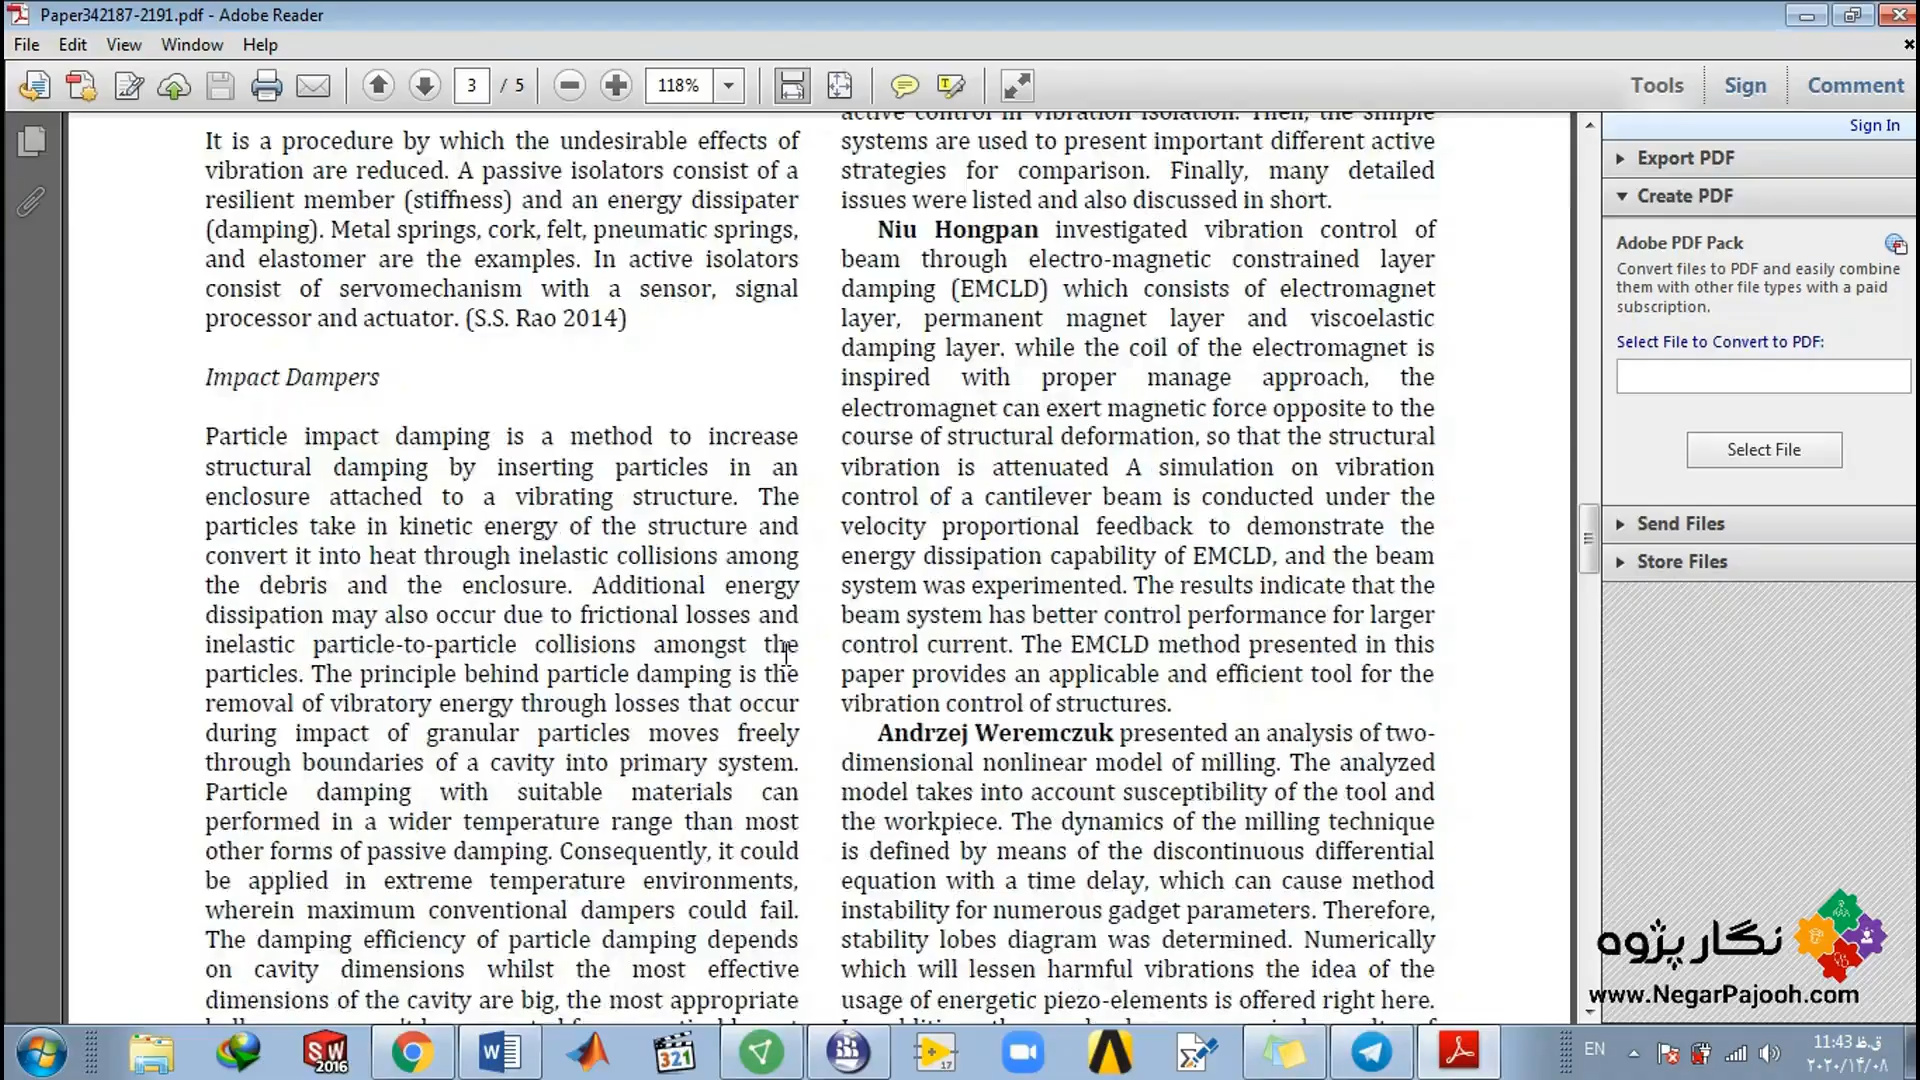 Paper342187-2191.pdf - Adobe Reader
File Edit View Window Help
3 / 5 118% Tools Sign Comment
It is a procedure by which the undesirable effects of
vibration are reduced. A passive isolators consist of a
resilient member (stiffness) and an energy dissipater
(damping). Metal springs, cork, felt, pneumatic springs,
and elastomer are the examples. In active isolators
consist of servomechanism with a sensor, signal
processor and actuator. (S.S. Rao 2014)
Impact Dampers
Particle impact damping is a method to increase
structural damping by inserting particles in an
enclosure attached to a vibrating structure. The
particles take in kinetic energy of the structure and
convert it into heat through inelastic collisions among
the debris and the enclosure. Additional energy
dissipation may also occur due to frictional losses and
inelastic particle-to-particle collisions amongst the
particles. The principle behind particle damping is the
removal of vibratory energy through losses that occur
during impact of granular particles moves freely
through boundaries of a cavity into primary system.
Particle damping with suitable materials can
performed in a wider temperature range than most
other forms of passive damping. Consequently, it could
be applied in extreme temperature environments,
wherein maximum conventional dampers could fail.
The damping efficiency of particle damping depends
on cavity dimensions whilst the most effective
dimensions of the cavity are big, the most appropriate
active control in vibration isolation. Then, the simple
systems are used to present important different active
strategies for comparison. Finally, many detailed
issues were listed and also discussed in short.
Niu Hongpan investigated vibration control of
beam through electro-magnetic constrained layer
damping (EMCLD) which consists of electromagnet
layer, permanent magnet layer and viscoelastic
damping layer. while the coil of the electromagnet is
inspired with proper manage approach, the
electromagnet can exert magnetic force opposite to the
course of structural deformation, so that the structural
vibration is attenuated A simulation on vibration
control of a cantilever beam is conducted under the
velocity proportional feedback to demonstrate the
energy dissipation capability of EMCLD, and the beam
system was experimented. The results indicate that the
beam system has better control performance for larger
control current. The EMCLD method presented in this
paper provides an applicable and efficient tool for the
vibration control of structures.
Andrzej Weremczuk presented an analysis of two-
dimensional nonlinear model of milling. The analyzed
model takes into account susceptibility of the tool and
the workpiece. The dynamics of the milling technique
is defined by means of the discontinuous differential
equation with a time delay, which can cause method
instability for numerous gadget parameters. Therefore,
stability lobes diagram was determined. Numerically
which will lessen harmful vibrations the idea of the
usage of energetic piezo-elements is offered right here.
Sign In
Export PDF
Create PDF
Adobe PDF Pack
Convert files to PDF and easily combine
them with other file types with a paid
subscription.
Select File to Convert to PDF:
Select File
Send Files
Store Files
نگار پژوه
www.NegarPajooh.com
SW
2016
W
321
17
EN
11:43 ق.ظ
۲۰۲۰/۱۴/۰۸